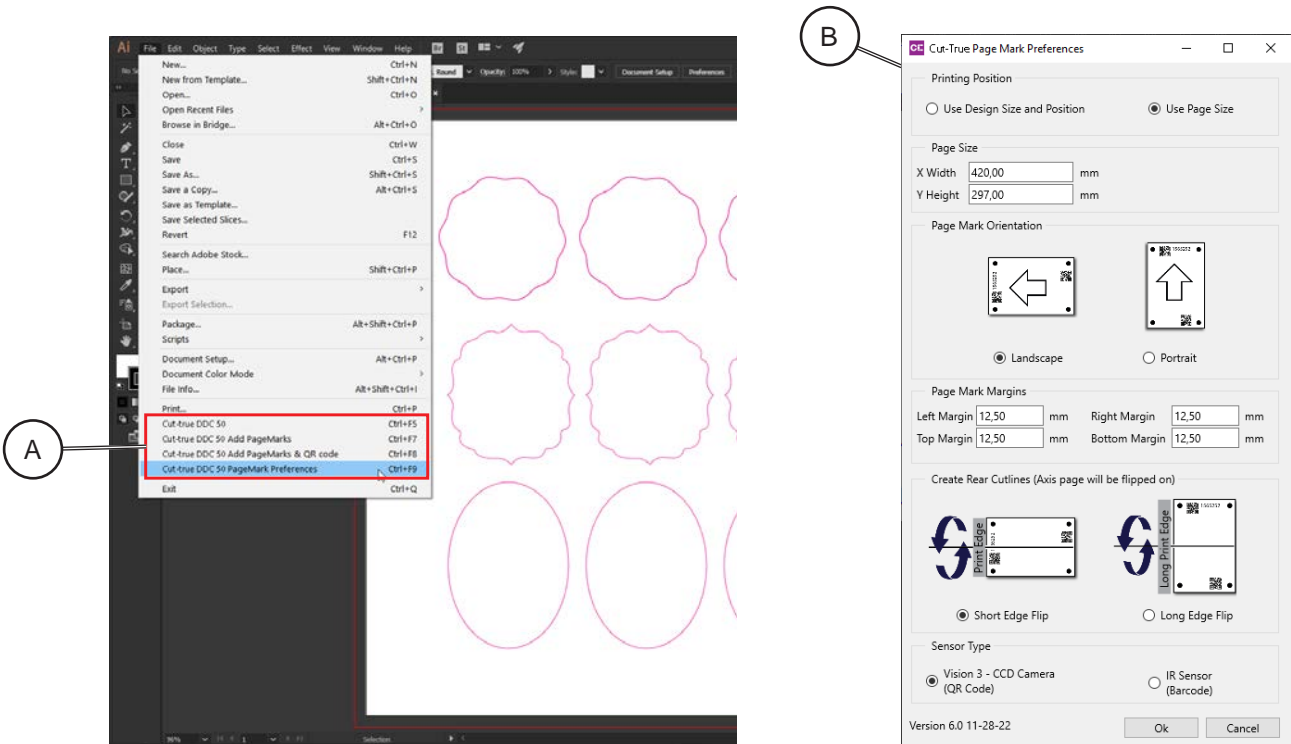 A
B
Ai File Edit Object Type Select Effect View Window Help Br St
Round Opacity: 100% Style: Document Setup Preferences
New... Ctrl+N
New from Template... Shift+Ctrl+N
Open... Ctrl+O
Open Recent Files
Browse in Bridge... Alt+Ctrl+O
Close Ctrl+W
Save Ctrl+S
Save As... Shift+Ctrl+S
Save a Copy... Alt+Ctrl+S
Save as Template...
Save Selected Slices...
Revert F12
Search Adobe Stock...
Place... Shift+Ctrl+P
Export
Export Selection...
Package... Alt+Shift+Ctrl+P
Scripts
Document Setup... Alt+Ctrl+P
Document Color Mode
File Info... Alt+Shift+Ctrl+I
Print... Ctrl+P
Cut-true DDC 50 Ctrl+F5
Cut-true DDC 50 Add PageMarks Ctrl+F7
Cut-true DDC 50 Add PageMarks & QR code Ctrl+F8
Cut-true DDC 50 PageMark Preferences Ctrl+F9
Exit Ctrl+Q
96% 1 Selection
CE Cut-True Page Mark Preferences
Printing Position
Use Design Size and Position Use Page Size
Page Size
X Width 420,00 mm
Y Height 297,00 mm
Page Mark Orientation
Landscape Portrait
Page Mark Margins
Left Margin 12,50 mm Right Margin 12,50 mm
Top Margin 12,50 mm Bottom Margin 12,50 mm
Create Rear Cutlines (Axis page will be flipped on)
Print Edge
Long Print Edge
Short Edge Flip Long Edge Flip
Sensor Type
Vision 3 - CCD Camera
(QR Code)
IR Sensor
(Barcode)
Version 6.0 11-28-22 Ok Cancel